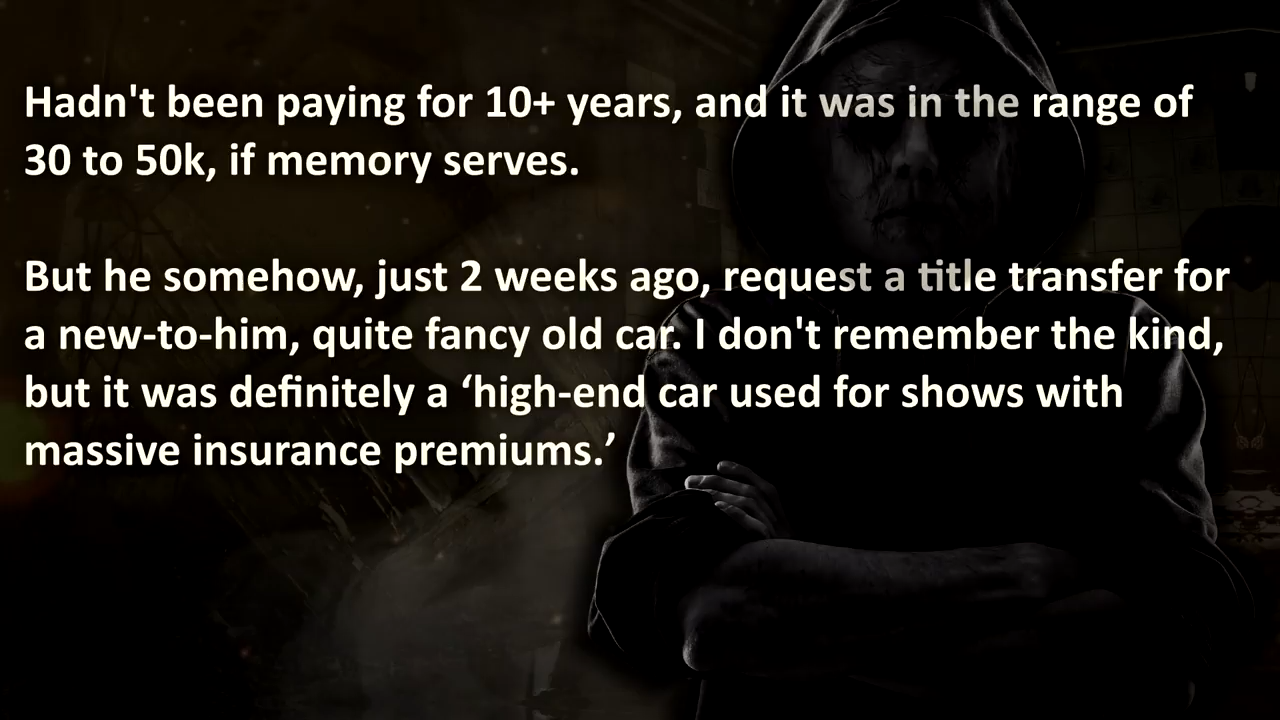 Hadn't been paying for 10+ years, and it was in the range of
30 to 50k, if memory serves.
But he somehow, just 2 weeks ago, request a title transfer for
a new-to-him, quite fancy old car. I don't remember the kind,
but it was definitely a ‘high-end car used for shows with
massive insurance premiums.’